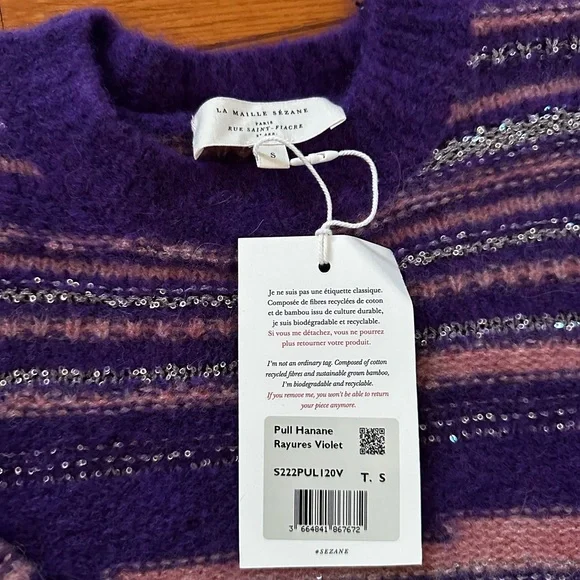 LA MAILLE SÉZANE
PARIS
RUE SAINT-FIACRE
S
Je ne suis pas une étiquette classique.
Composée de fibres recyclées de coton
et de bambou issu de culture durable,
je suis biodégradable et recyclable.
Si vous me détachez, vous ne pourrez
plus retourner votre produit.
I'm not an ordinary tag. Composed of cotton
recycled fibres and sustainable grown bamboo,
I'm biodegradable and recyclable.
If you remove me, you won't be able to return
your piece anymore.
Pull Hanane
Rayures Violet
S222PUL120V T. S
3 664041 067672
#SEZANE